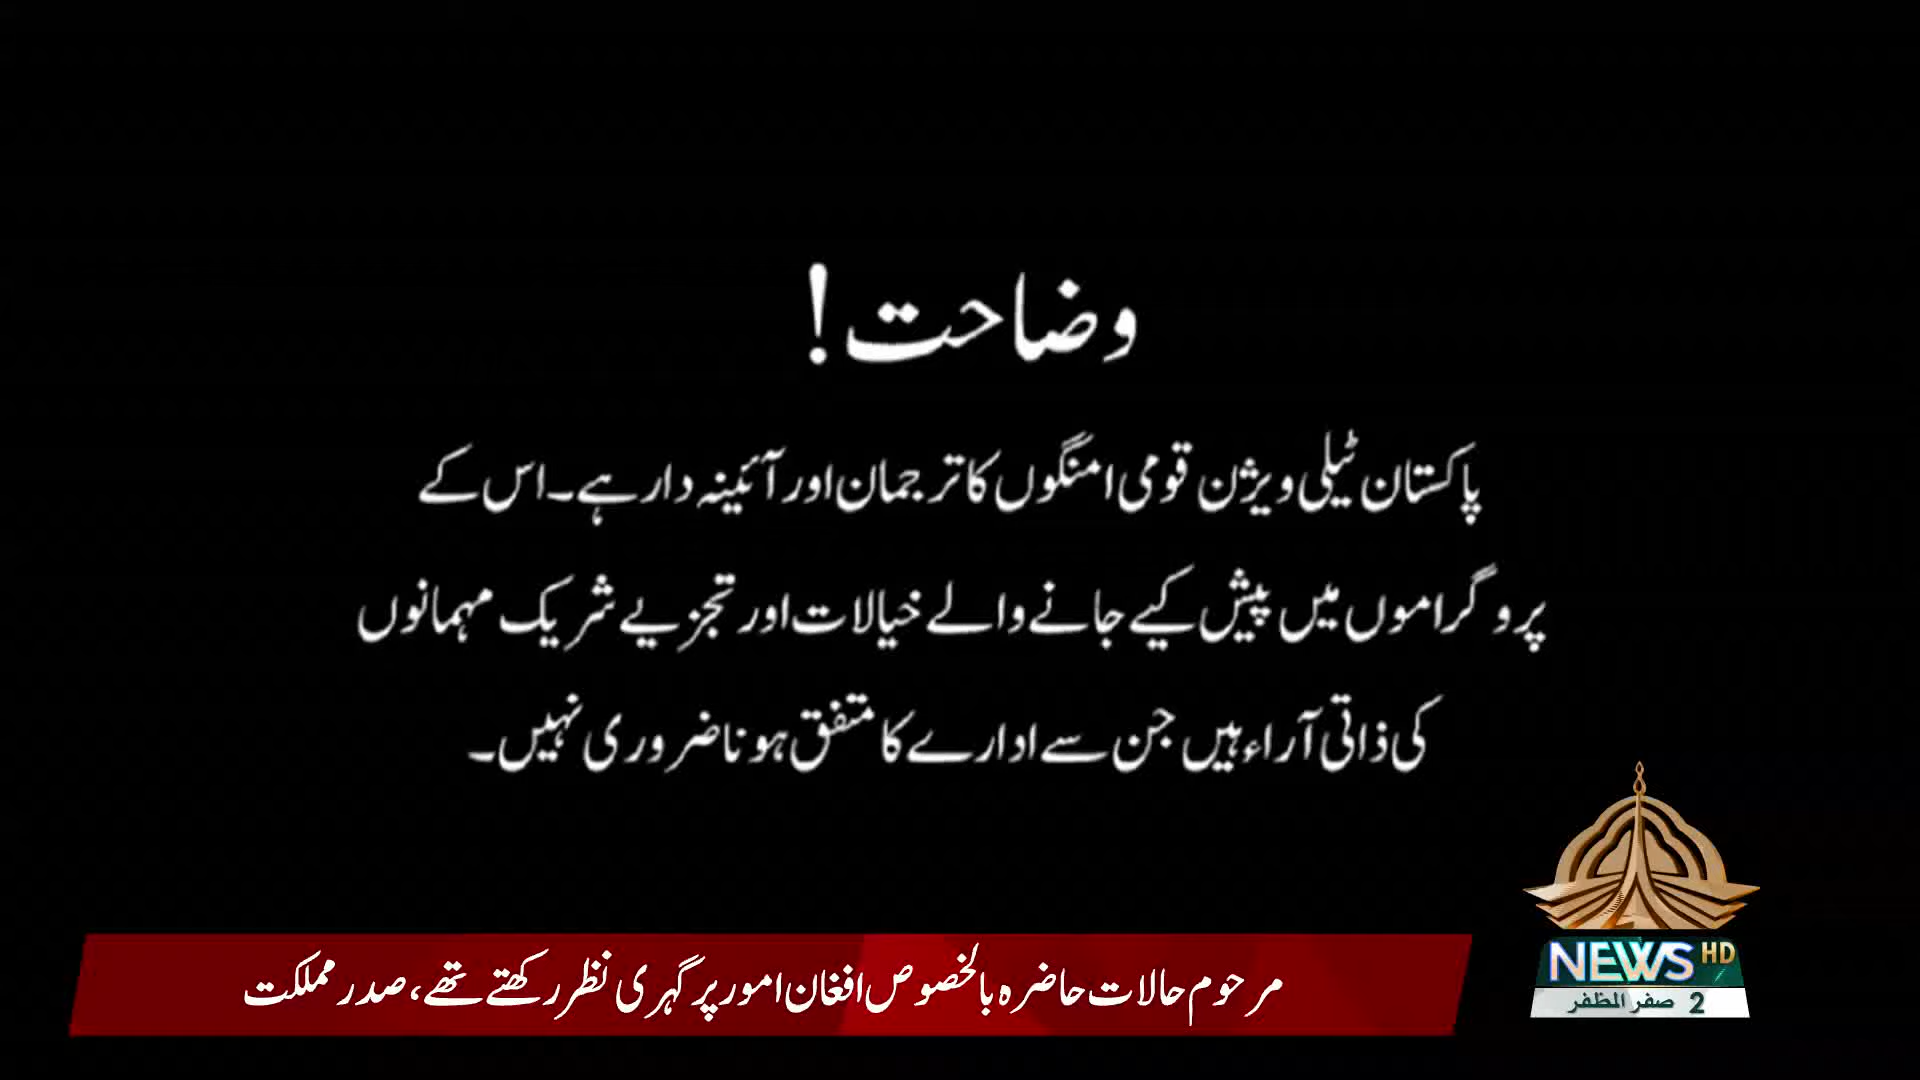 وضاحت!
پاکستان ٹیلی ویژن قومی امنگوں کا ترجمان اور آئینہ دار ہے۔ اس کے
پروگراموں میں پیش کیے جانے والے خیالات اور تجزیے شریک مہمانوں
کی ذاتی آراء ہیں جن سے ادارے کا متفق ہونا ضروری نہیں۔
NEWS HD
2 صفر المظفر
مرحوم حالات حاضرہ بالخصوص افغان امور پر گہری نظر رکھتے تھے، صدر مملکت